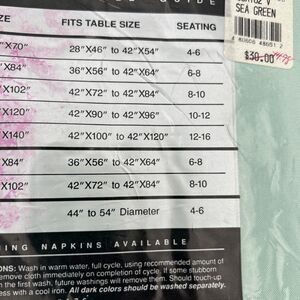 GUIDE
ZE FITS TABLE SIZE SEATING
"X70" 28"X46" to 42"X54" 4-6
"X84" 36"X56" to 42"X64" 6-8
X102" 42"X72" to 42"X84" 8-10
X120" 42"X90" to 42"X96" 10-12
X140" 42"X100" to 42"X120" 12-16
"X84" 36"X56" to 42"X64" 6-8
X102" 42"X72" to 42"X84" 8-10
44" to 54" Diameter 4-6
ING NAPKINS AVAILABLE
ONS: Wash in warm water, full cycle, using recommended amount of
emove cloth immediately on completion of cycle. If some stubborn
the first wash, future washings will remove them. Should touch-up
ess with a cool iron. All dark colors should be washed separately.
SEA GREEN
$30.00